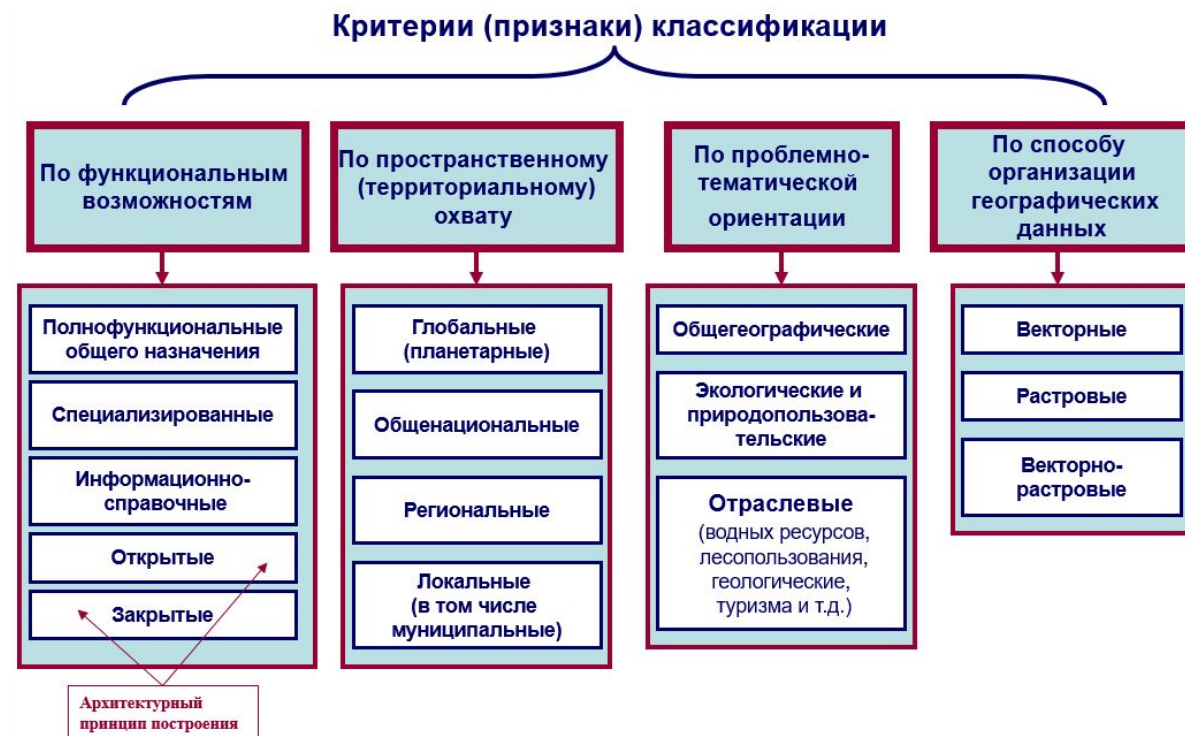 Критерии (признаки) классификации
По функциональным
возможностям
По пространственному
(территориальному)
охвату
По проблемно-
тематической
ориентации
По способу
организации
географических
данных
Полнофункциональные
общего назначения
Специализированные
Информационно-
справочные
Открытые
Закрытые
Архитектурный
принцип построения
Глобальные
(планетарные)
Общенациональные
Региональные
Локальные
(в том числе
муниципальные)
Общегеографические
Экологические и
природопользова-
тельские
Отраслевые
(водных ресурсов,
лесопользования,
геологические,
туризма и т.д.)
Векторные
Растровые
Векторно-
растровые